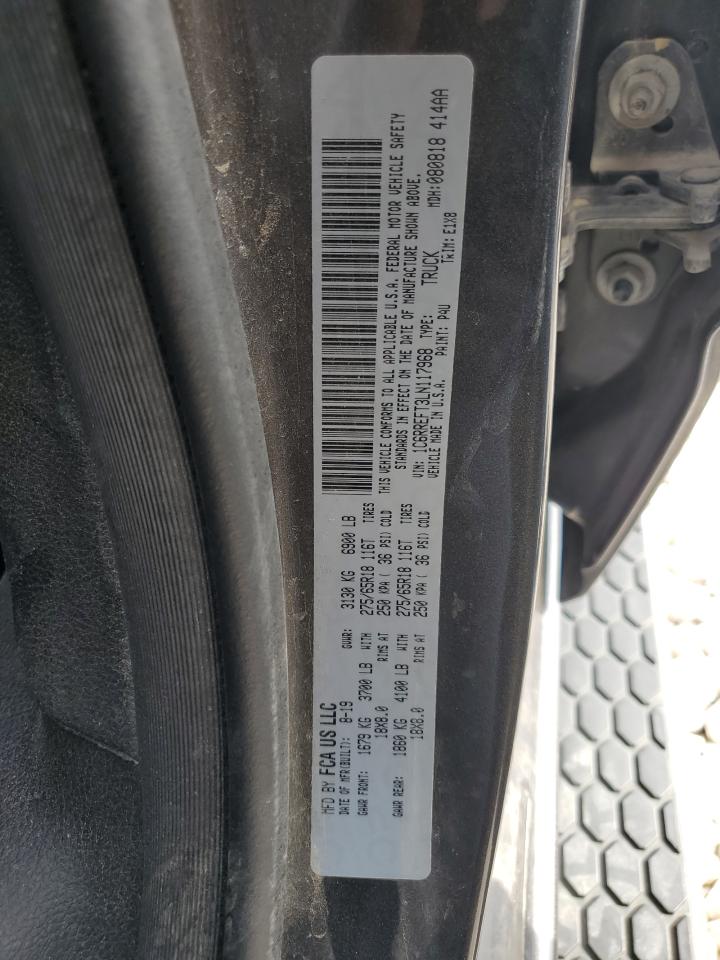 MFD BY FCA US LLC
DATE OF MFR(BUILT): 8-19 GVWR: 3130 KG 6900 LB
GAWR FRONT: 1679 KG 3700 LB WITH 275/65R18 116T TIRES
18X8.0 RIMS AT 250 KPA ( 36 PSI) COLD
GAWR REAR: 1860 KG 4100 LB WITH 275/65R18 116T TIRES
18X8.0 RIMS AT 250 KPA ( 36 PSI) COLD
THIS VEHICLE CONFORMS TO ALL APPLICABLE U.S.A. FEDERAL MOTOR VEHICLE SAFETY
STANDARDS IN EFFECT ON THE DATE OF MANUFACTURE SHOWN ABOVE.
VIN: 1C6RREFT3LN117968 TYPE: TRUCK MDH:080818 414AA
VEHICLE MADE IN U.S.A. PAINT: P4U TRIM: E1X8